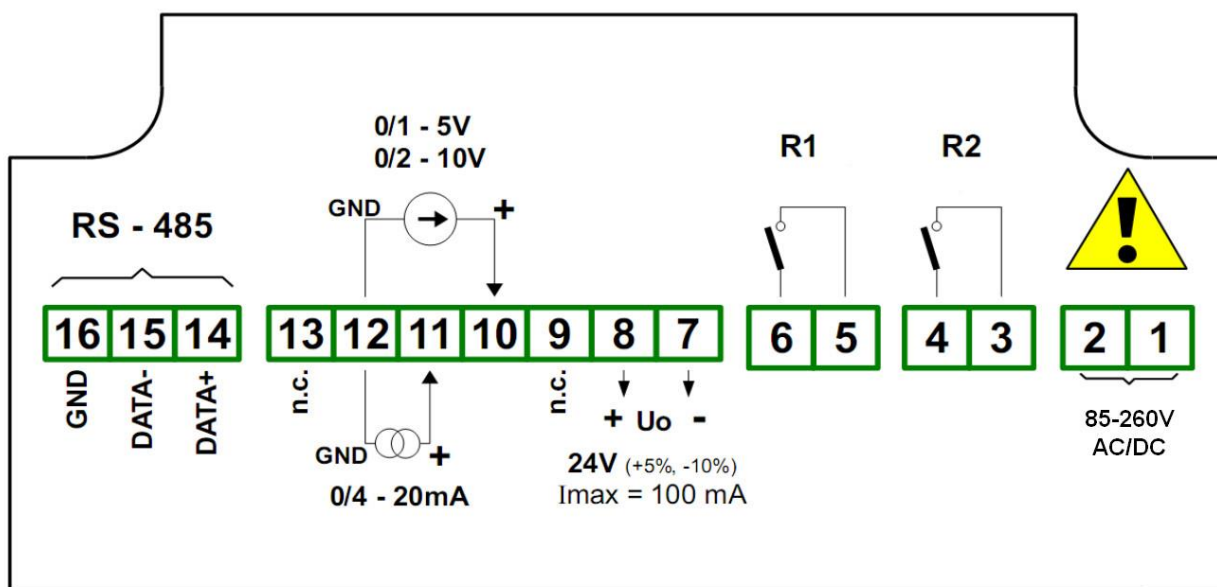 0/1 - 5V
0/2 - 10V
R1
R2
GND
+
RS - 485
!
16 15 14
13 12 11 10 9 8 7
6 5
4 3
2 1
GND
DATA-
DATA+
n.c.
n.c.
+ Uo -
GND
+
0/4 - 20mA
24V (+5%, -10%)
Imax = 100 mA
85-260V
AC/DC